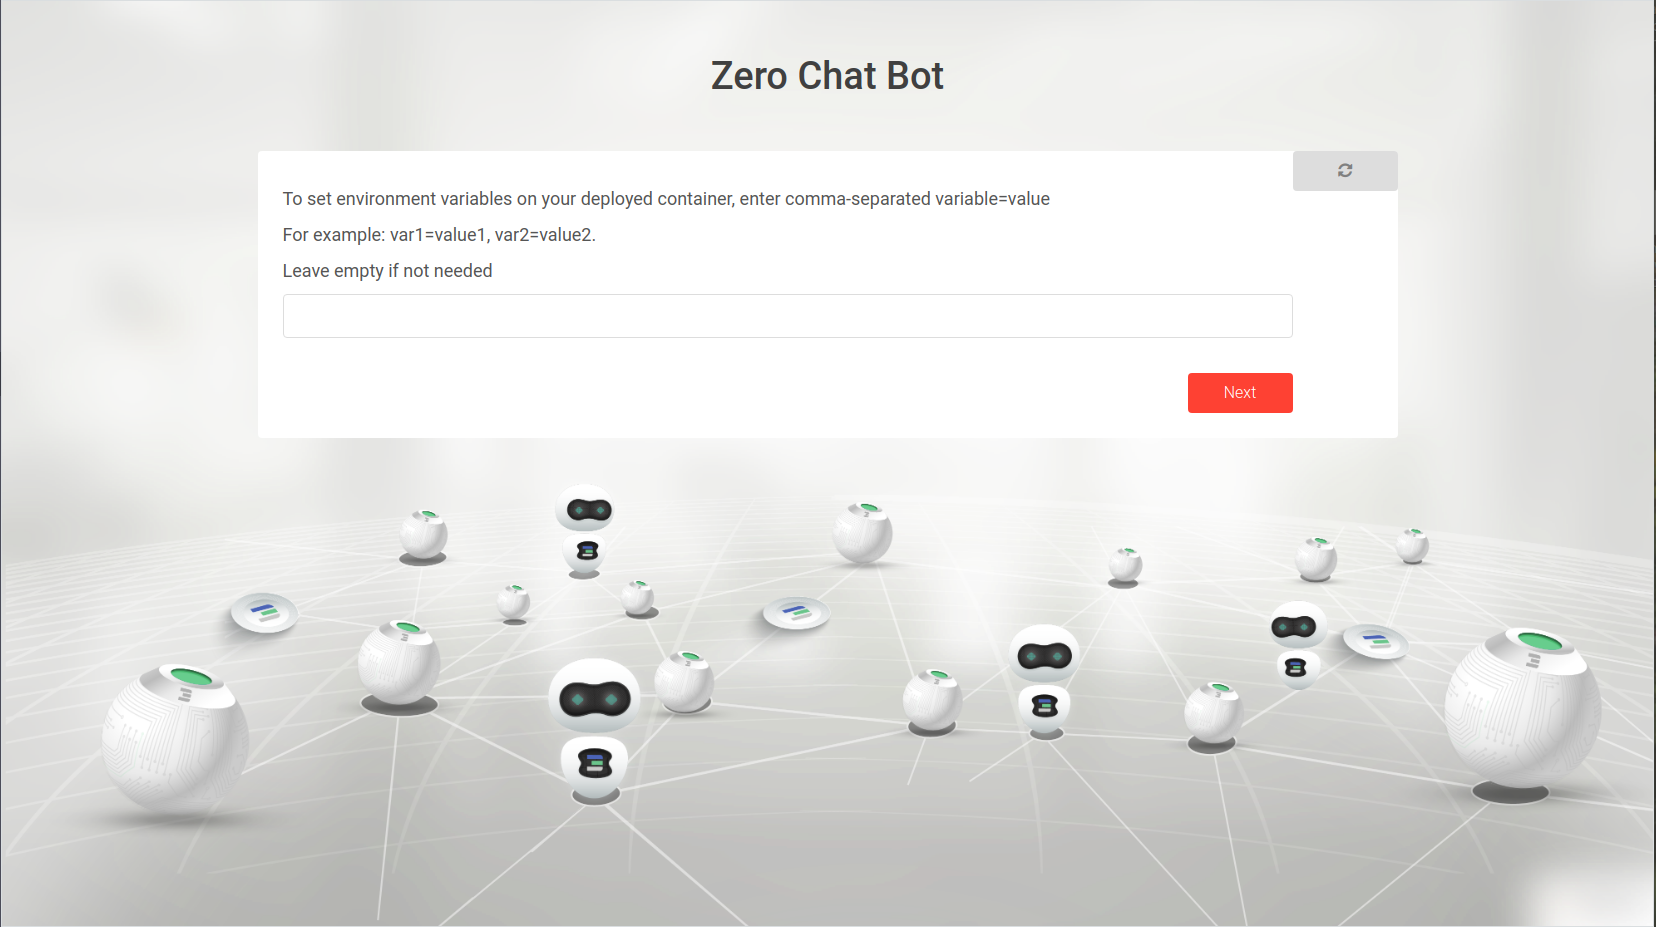 Zero Chat Bot
To set environment variables on your deployed container, enter comma-separated variable=value
For example: var1=value1, var2=value2.
Leave empty if not needed
Next